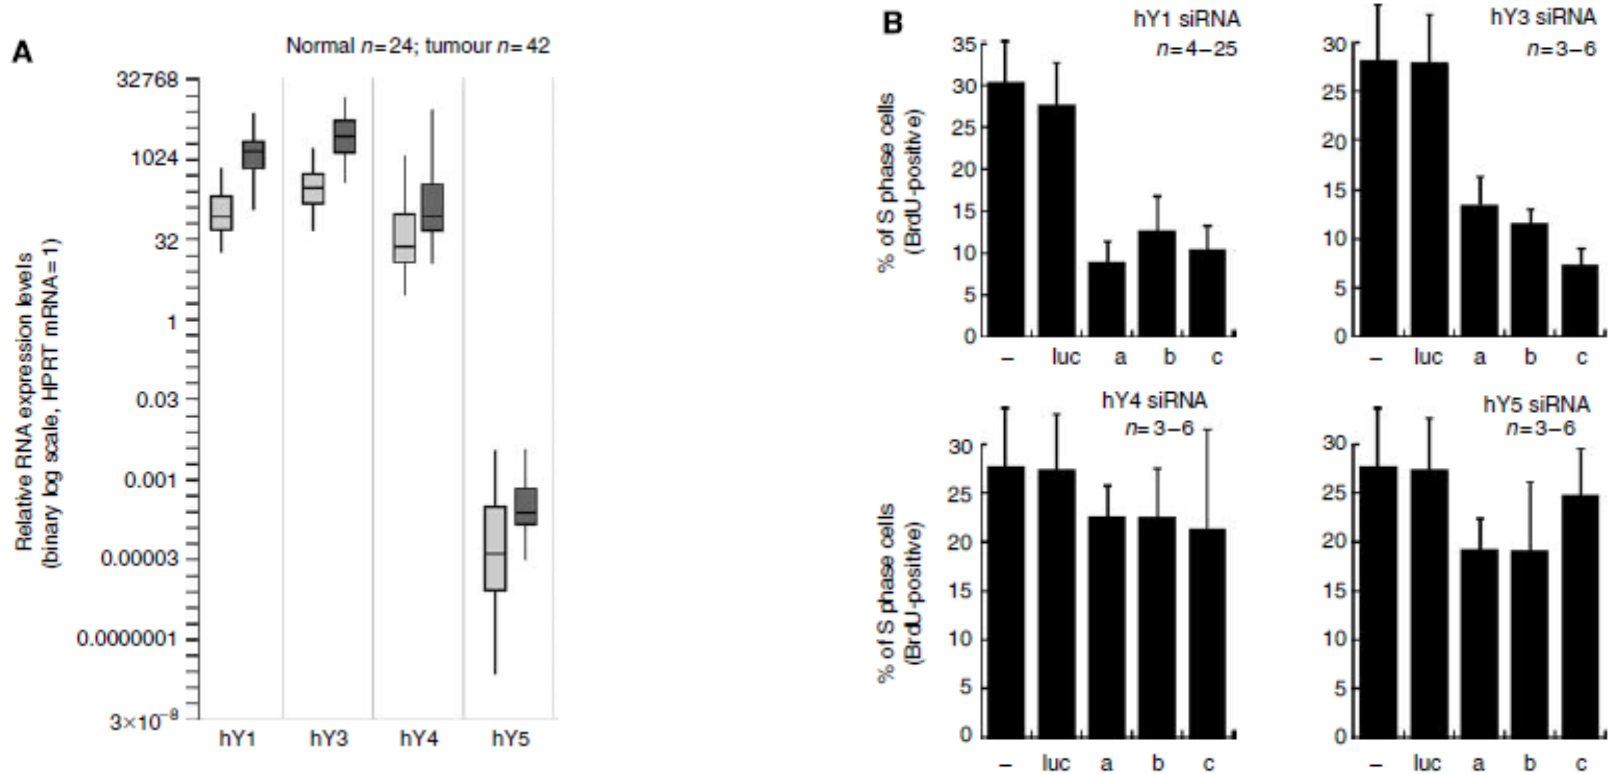 A
Normal n=24; tumour n=42
Relative RNA expression levels
(binary log scale, HPRT mRNA=1)
32768
1024
32
1
0.03
0.001
0.00003
0.0000001
3×10⁻⁸
hY1 hY3 hY4 hY5
B
hY1 siRNA
n=4–25
% of S phase cells
(BrdU-positive)
35
30
25
20
15
10
5
0
– luc a b c
hY3 siRNA
n=3–6
30
25
20
15
10
5
0
– luc a b c
hY4 siRNA
n=3–6
% of S phase cells
(BrdU-positive)
30
25
20
15
10
5
0
– luc a b c
hY5 siRNA
n=3–6
30
25
20
15
10
5
0
– luc a b c